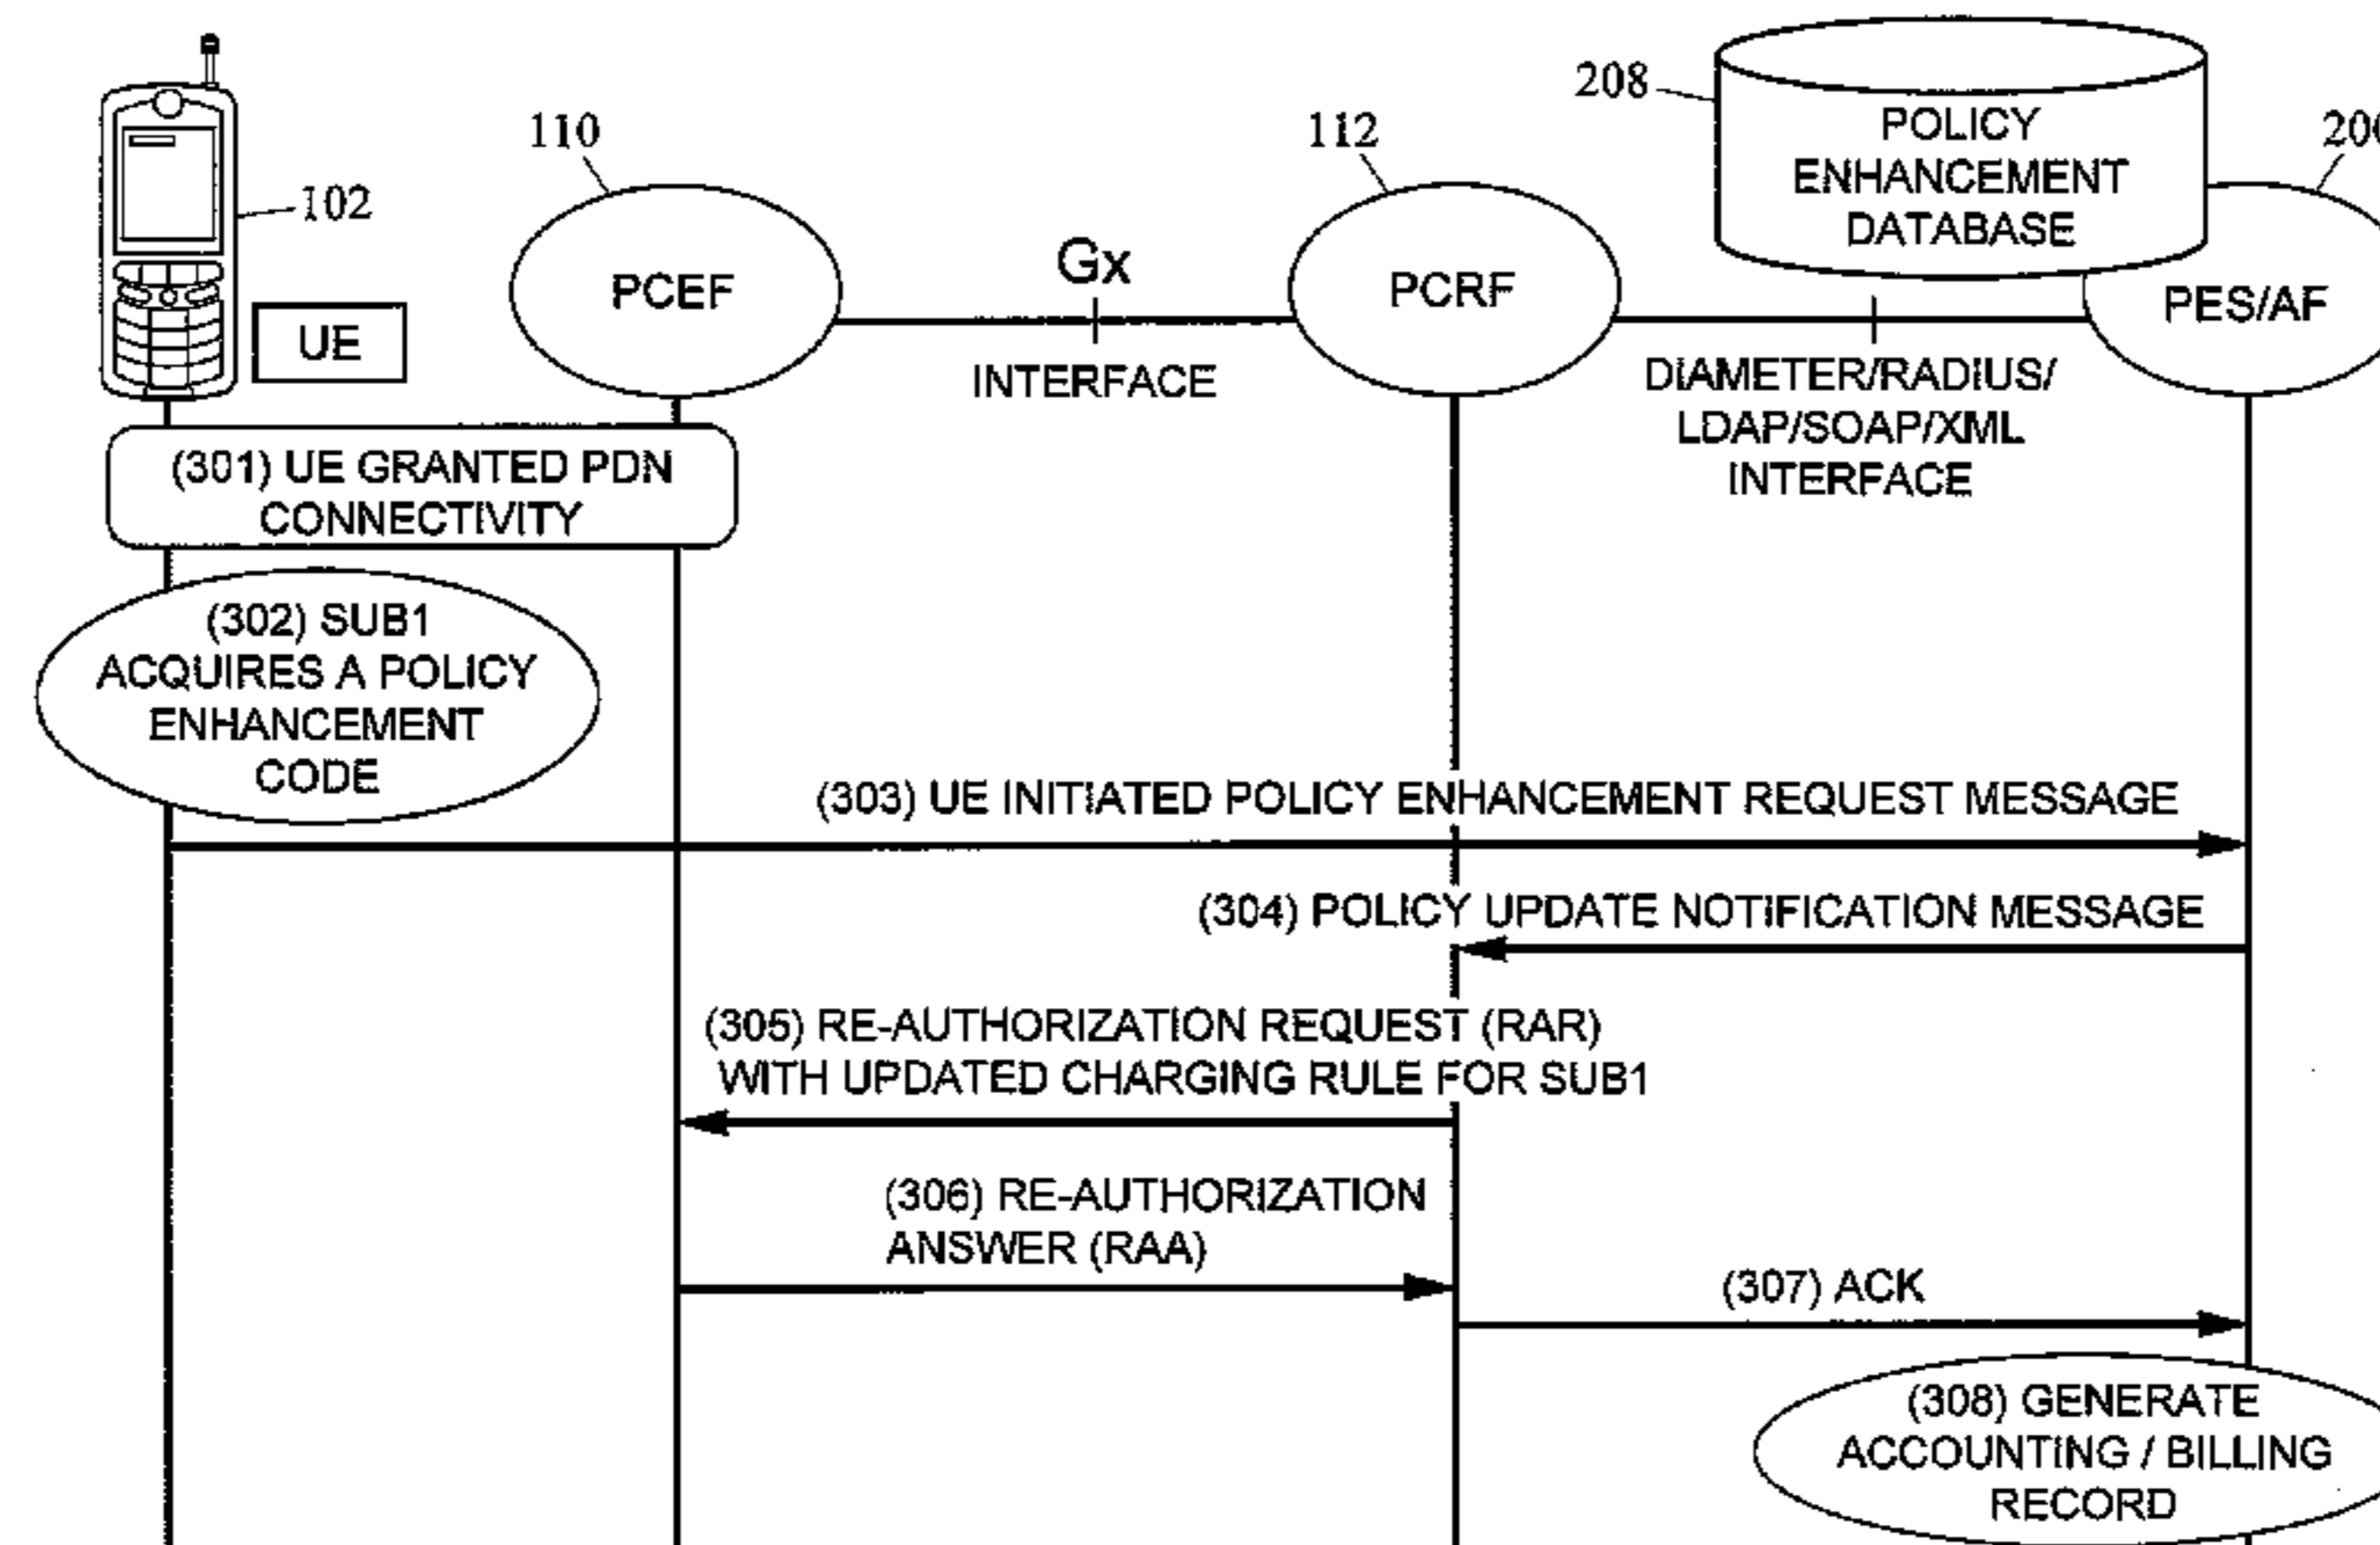 208
POLICY
ENHANCEMENT
DATABASE
110
112
102
UE
PCEF
Gx
INTERFACE
PCRF
PES/AF
DIAMETER/RADIUS/
LDAP/SOAP/XML
INTERFACE
(301) UE GRANTED PDN
CONNECTIVITY
(302) SUB1
ACQUIRES A POLICY
ENHANCEMENT
CODE
(303) UE INITIATED POLICY ENHANCEMENT REQUEST MESSAGE
(304) POLICY UPDATE NOTIFICATION MESSAGE
(305) RE-AUTHORIZATION REQUEST (RAR)
WITH UPDATED CHARGING RULE FOR SUB1
(306) RE-AUTHORIZATION
ANSWER (RAA)
(307) ACK
(308) GENERATE
ACCOUNTING / BILLING
RECORD